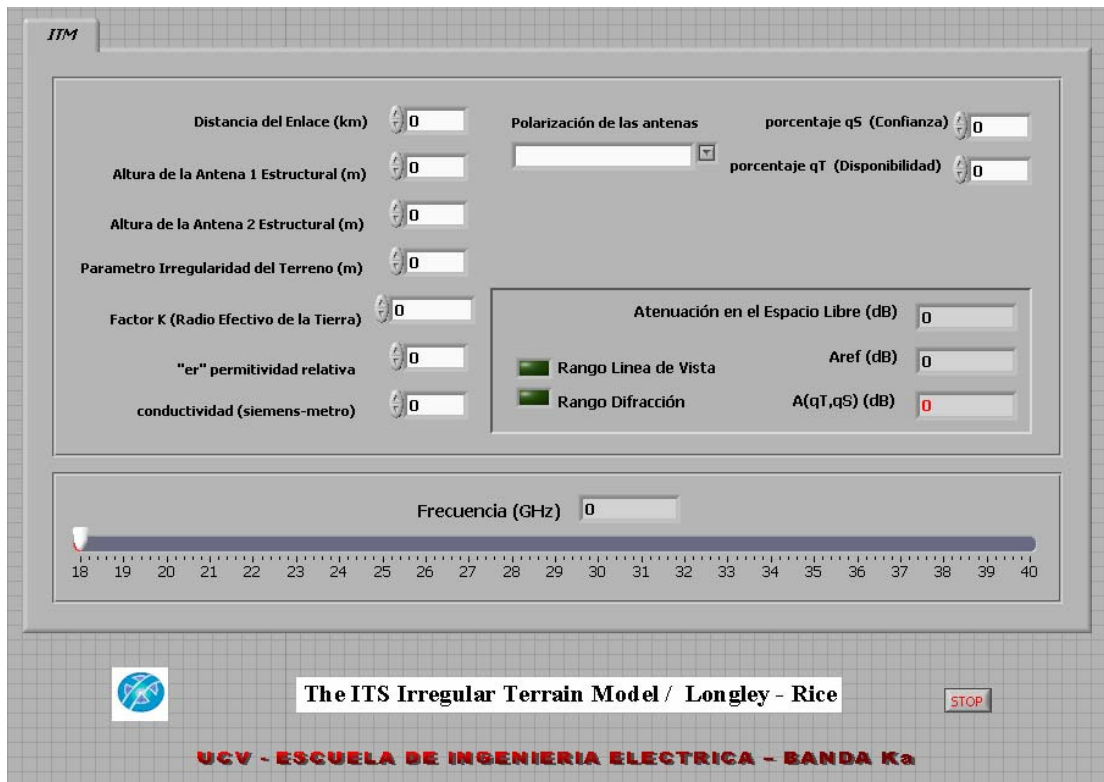 ITM
Distancia del Enlace (km) 0
Altura de la Antena 1 Estructural (m) 0
Altura de la Antena 2 Estructural (m) 0
Parametro Irregularidad del Terreno (m) 0
Factor K (Radio Efectivo de la Tierra) 0
"er" permitividad relativa 0
conductividad (siemens-metro) 0
Polarización de las antenas
porcentaje qS (Confianza) 0
porcentaje qT (Disponibilidad) 0
Atenuación en el Espacio Libre (dB) 0
Rango Linea de Vista
Aref (dB) 0
Rango Difracción
A(qT,qS) (dB) 0
Frecuencia (GHz) 0
18 19 20 21 22 23 24 25 26 27 28 29 30 31 32 33 34 35 36 37 38 39 40
The ITS Irregular Terrain Model / Longley - Rice
STOP
UCV - ESCUELA DE INGENIERIA ELECTRICA - BANDA Ka